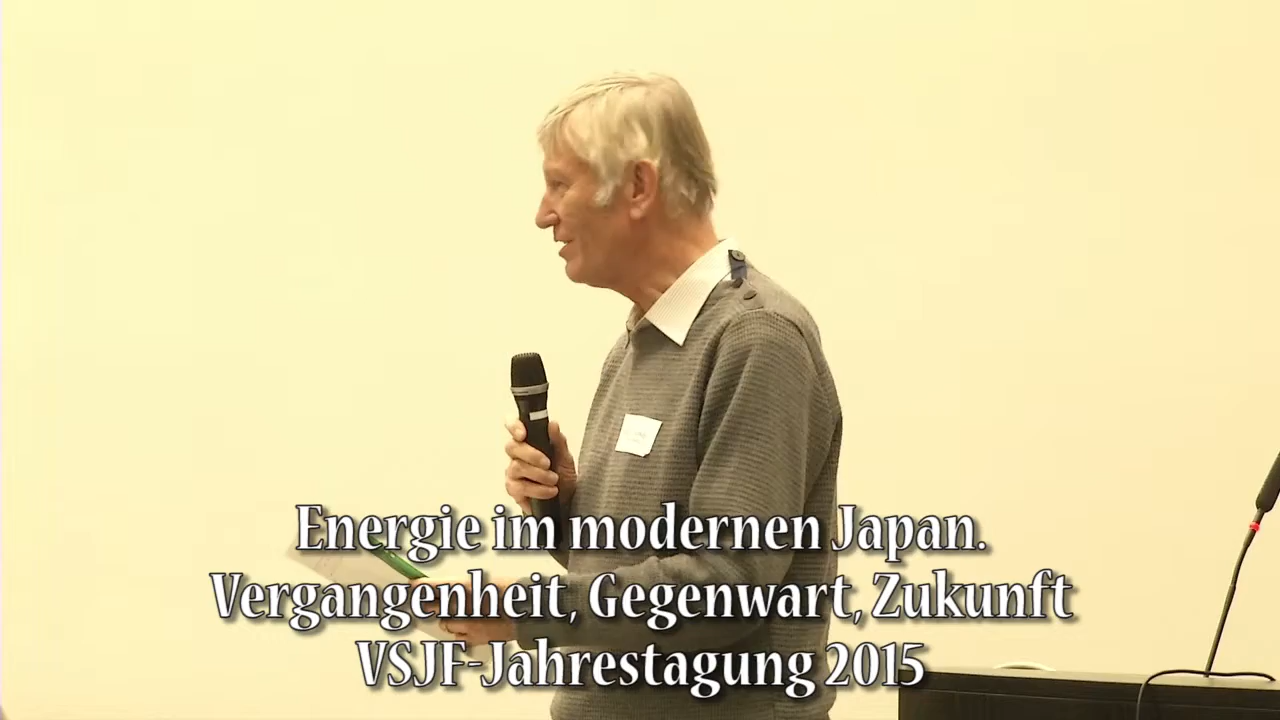 Energie im modernen Japan.
Vergangenheit, Gegenwart, Zukunft
VSJF-Jahrestagung 2015